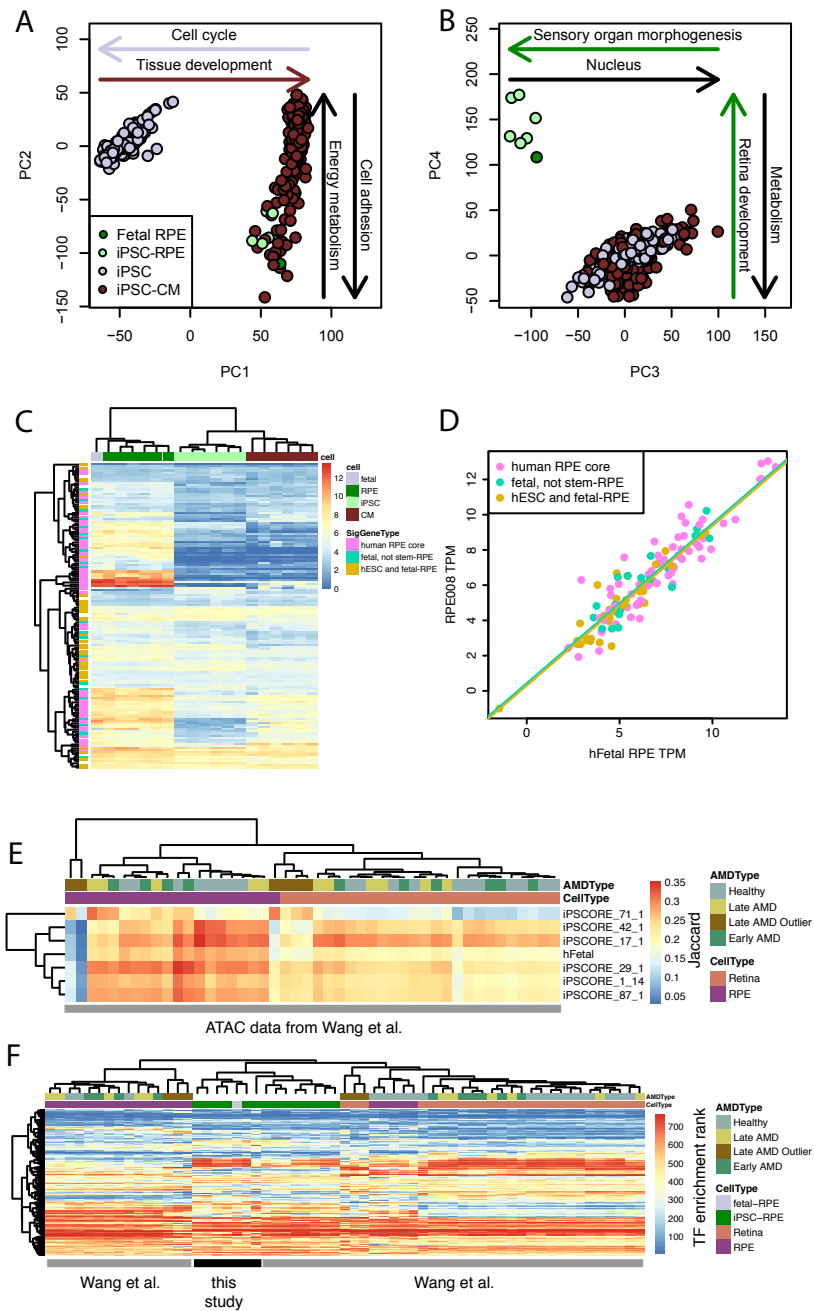 A
Cell cycle
Tissue development
Energy metabolism
Cell adhesion
100
50
0
−50
−100
−150
PC2
Fetal RPE
iPSC-RPE
iPSC
iPSC-CM
−50
0
50
100
PC1
B
Sensory organ morphogenesis
Nucleus
Retina development
Metabolism
250
200
150
100
50
0
−50
PC4
−100
−50
0
50
100
150
PC3
C
cell
12
10
8
6
4
2
0
cell
fetal
RPE
iPSC
CM
SigGeneType
human RPE core
fetal, not stem-RPE
hESC and fetal-RPE
D
human RPE core
fetal, not stem-RPE
hESC and fetal-RPE
12
10
8
6
4
2
0
RPE008 TPM
0
5
10
hFetal RPE TPM
E
AMDType
CellType
iPSCORE_71_1
iPSCORE_42_1
iPSCORE_17_1
hFetal
iPSCORE_29_1
iPSCORE_1_14
iPSCORE_87_1
0.35
0.3
0.25
0.2
0.15
0.1
0.05
Jaccard
AMDType
Healthy
Late AMD
Late AMD Outlier
Early AMD
CellType
Retina
RPE
ATAC data from Wang et al.
F
AMDType
CellType
700
600
500
400
300
200
100
TF enrichment rank
AMDType
Healthy
Late AMD
Late AMD Outlier
Early AMD
CellType
fetal−RPE
iPSC−RPE
Retina
RPE
Wang et al.
this
study
Wang et al.